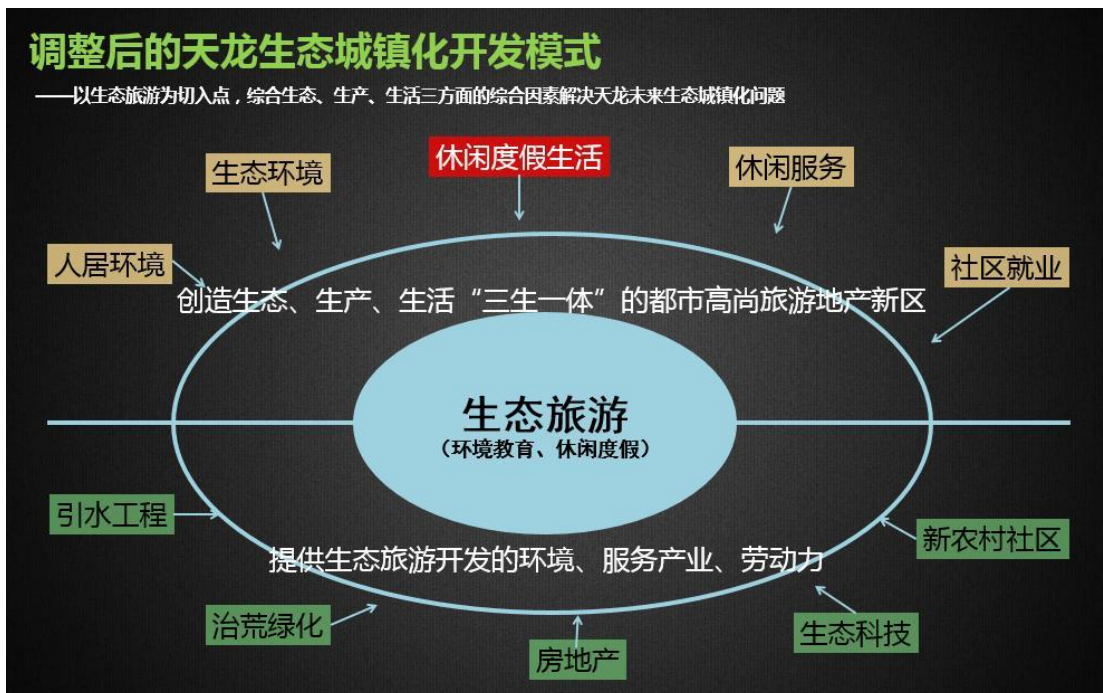 调整后的天龙生态城镇化开发模式
——以生态旅游为切入点，综合生态、生产、生活三方面的综合因素解决天龙未来生态城镇化问题
休闲度假生活
生态环境
休闲服务
人居环境
社区就业
创造生态、生产、生活“三生一体”的都市高尚旅游地产新区
生态旅游
（环境教育、休闲度假）
引水工程
新农村社区
提供生态旅游开发的环境、服务产业、劳动力
治荒绿化
生态科技
房地产